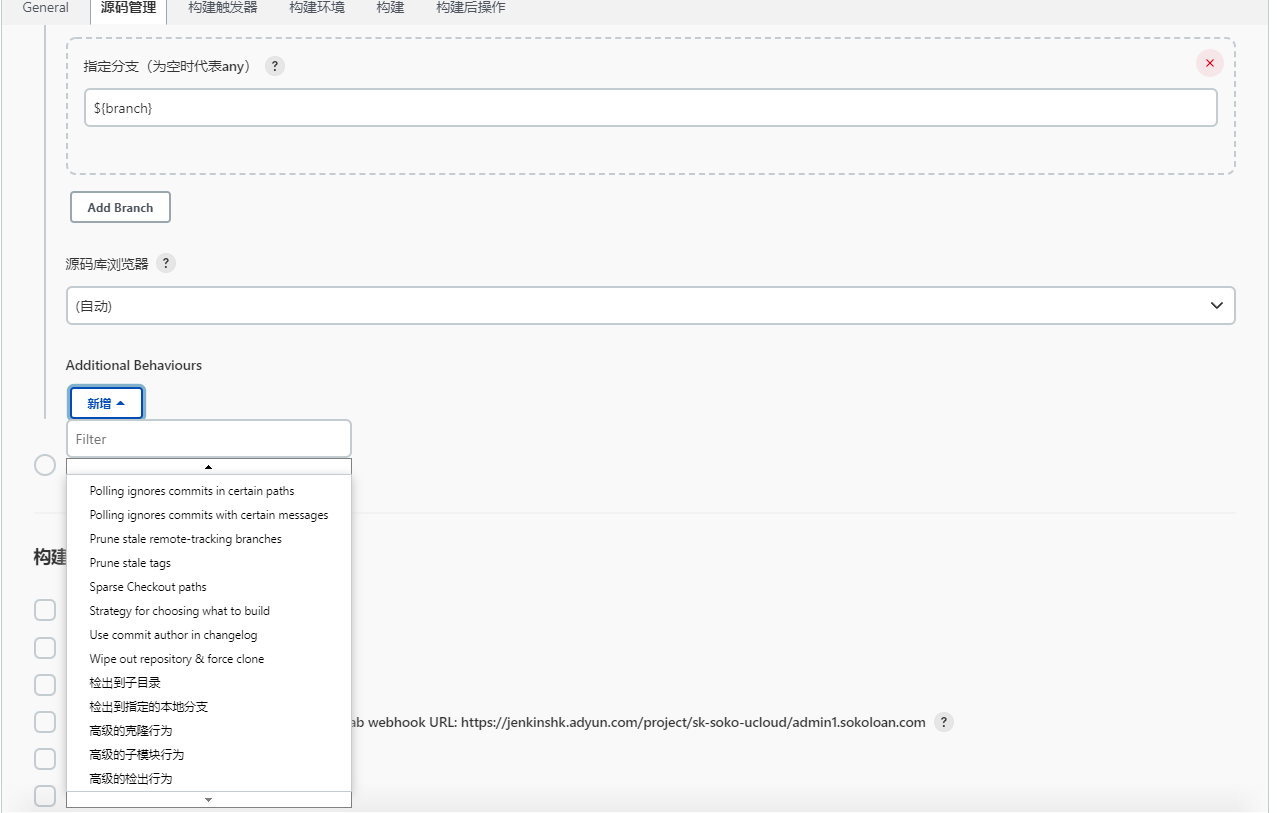 General 源码管理 构建触发器 构建环境 构建 构建后操作
指定分支（为空时代表any） ?
${branch}
Add Branch
源码库浏览器 ?
(自动)
Additional Behaviours
新增
Filter
Polling ignores commits in certain paths
Polling ignores commits with certain messages
Prune stale remote-tracking branches
构建
Prune stale tags
Sparse Checkout paths
Strategy for choosing what to build
Use commit author in changelog
Wipe out repository & force clone
检出到子目录
检出到指定的本地分支
ab webhook URL: https://jenkinshk.adyun.com/project/sk-soko-ucloud/admin1.sokoloan.com ?
高级的克隆行为
高级的子模块行为
高级的检出行为